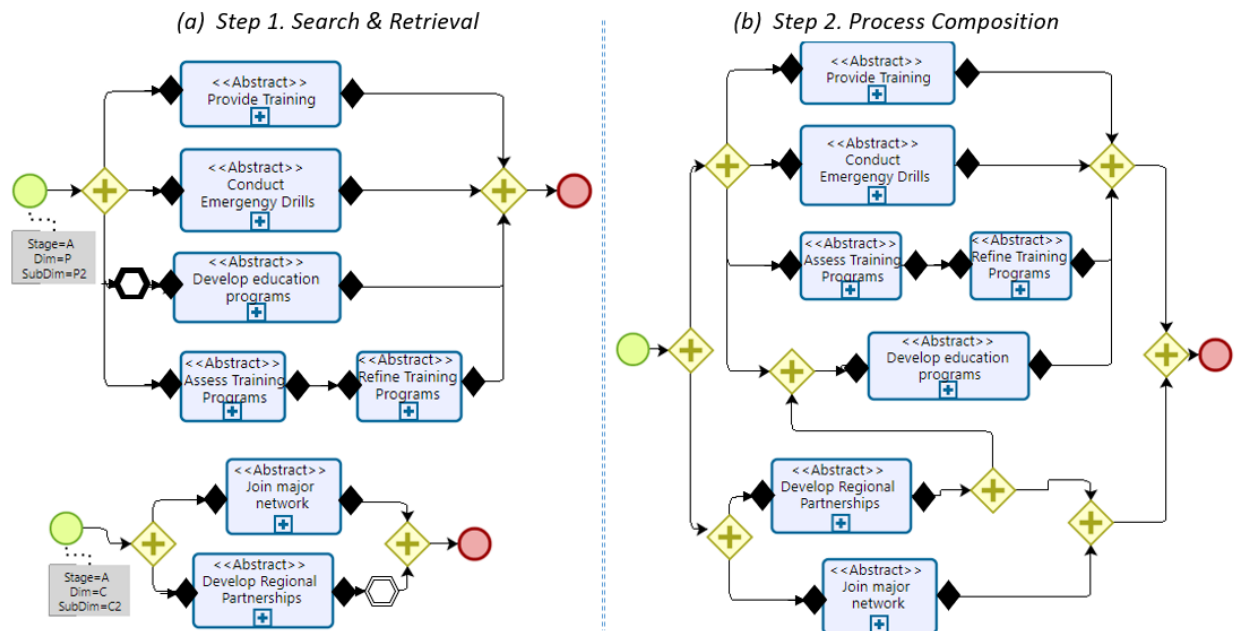 (a) Step 1. Search & Retrieval
<<Abstract>>
Provide Training
<<Abstract>>
Conduct
Emergengy Drills
Stage=A
Dim=P
SubDim=P2
<<Abstract>>
Develop education
programs
<<Abstract>>
Assess Training
Programs
<<Abstract>>
Refine Training
Programs
<<Abstract>>
Join major
network
<<Abstract>>
Develop Regional
Partnerships
Stage=A
Dim=C
SubDim=C2
(b) Step 2. Process Composition
<<Abstract>>
Provide Training
<<Abstract>>
Conduct
Emergency Drills
<<Abstract>>
Assess Training
Programs
<<Abstract>>
Refine Training
Programs
<<Abstract>>
Develop education
programs
<<Abstract>>
Develop Regional
Partnerships
<<Abstract>>
Join major
network